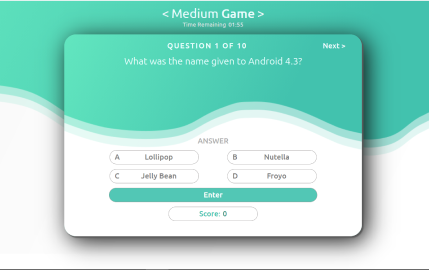 < Medium Game >
Time Remaining 01:55
QUESTION 1 OF 10
Next >
What was the name given to Android 4.3?
ANSWER
A Lollipop
B Nutella
C Jelly Bean
D Froyo
Enter
Score: 0